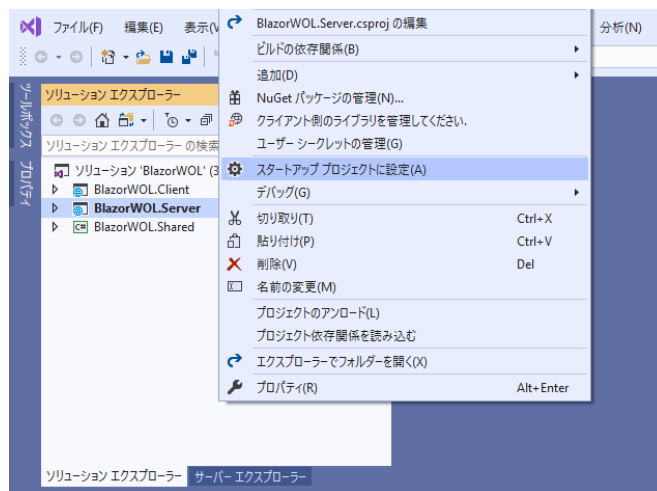 ファイル(F) 編集(E) 表示(V 分析(N)
ツールボックス
プロパティ
ソリューション エクスプローラー
ソリューション エクスプローラー の検索
ソリューション 'BlazorWOL' (3
BlazorWOL.Client
BlazorWOL.Server
BlazorWOL.Shared
BlazorWOL.Server.csproj の編集
ビルドの依存関係(B)
追加(D)
NuGet パッケージの管理(N)...
クライアント側のライブラリを管理してください.
ユーザー シークレットの管理(G)
スタートアップ プロジェクトに設定(A)
デバッグ(G)
切り取り(T) Ctrl+X
貼り付け(P) Ctrl+V
削除(V) Del
名前の変更(M)
プロジェクトのアンロード(L)
プロジェクト依存関係を読み込む
エクスプローラーでフォルダーを開く(X)
プロパティ(R) Alt+Enter
ソリューション エクスプローラー サーバー エクスプローラー